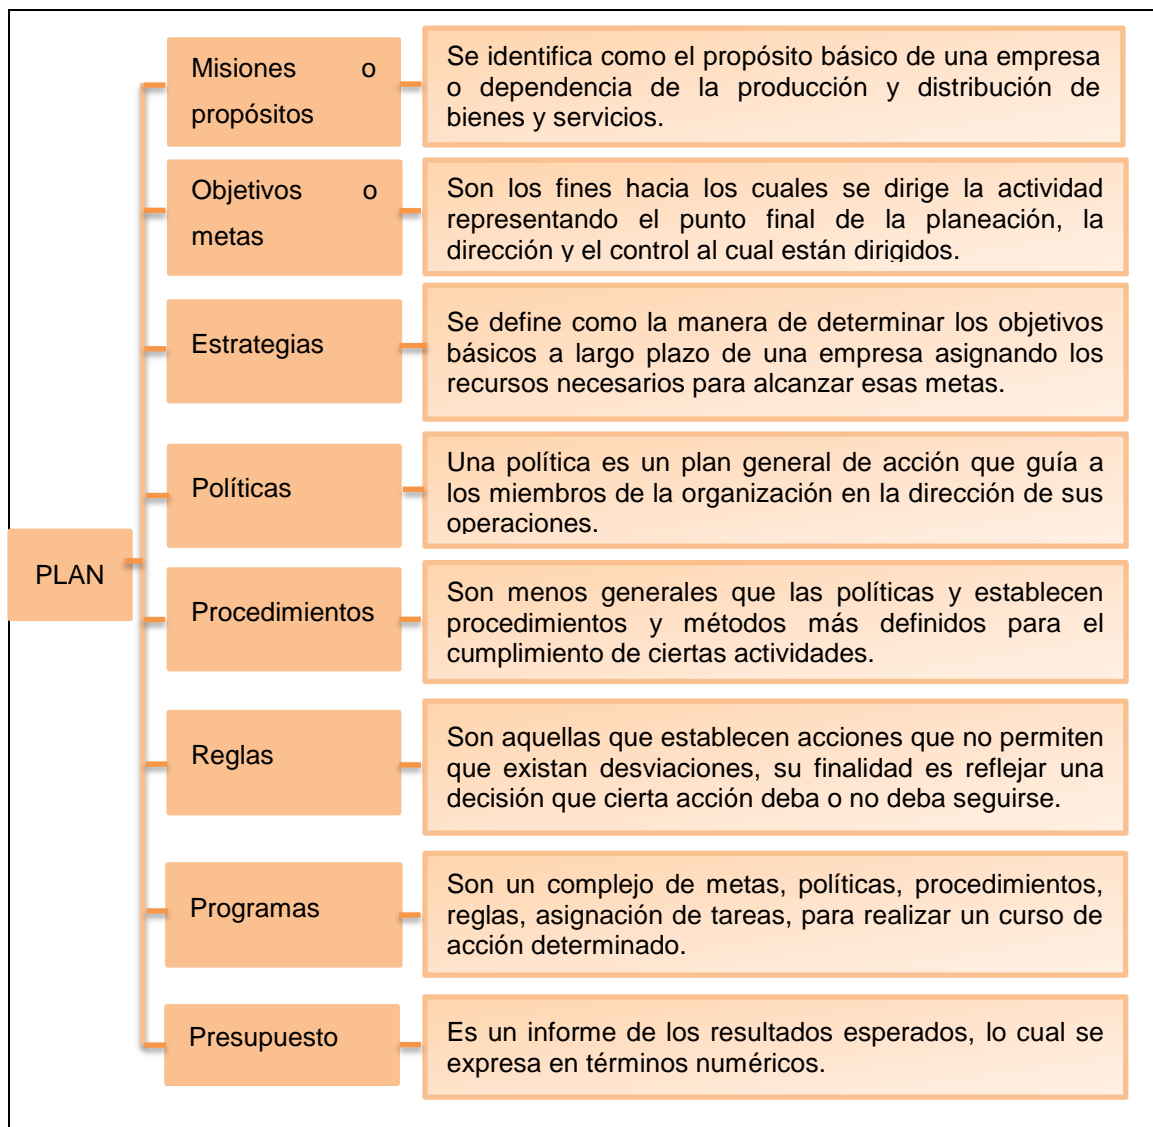 PLAN
Misiones o
propósitos
Se identifica como el propósito básico de una empresa
o dependencia de la producción y distribución de
bienes y servicios.
Objetivos o
metas
Son los fines hacia los cuales se dirige la actividad
representando el punto final de la planeación, la
dirección y el control al cual están dirigidos.
Estrategias
Se define como la manera de determinar los objetivos
básicos a largo plazo de una empresa asignando los
recursos necesarios para alcanzar esas metas.
Políticas
Una política es un plan general de acción que guía a
los miembros de la organización en la dirección de sus
operaciones.
Procedimientos
Son menos generales que las políticas y establecen
procedimientos y métodos más definidos para el
cumplimiento de ciertas actividades.
Reglas
Son aquellas que establecen acciones que no permiten
que existan desviaciones, su finalidad es reflejar una
decisión que cierta acción deba o no deba seguirse.
Programas
Son un complejo de metas, políticas, procedimientos,
reglas, asignación de tareas, para realizar un curso de
acción determinado.
Presupuesto
Es un informe de los resultados esperados, lo cual se
expresa en términos numéricos.